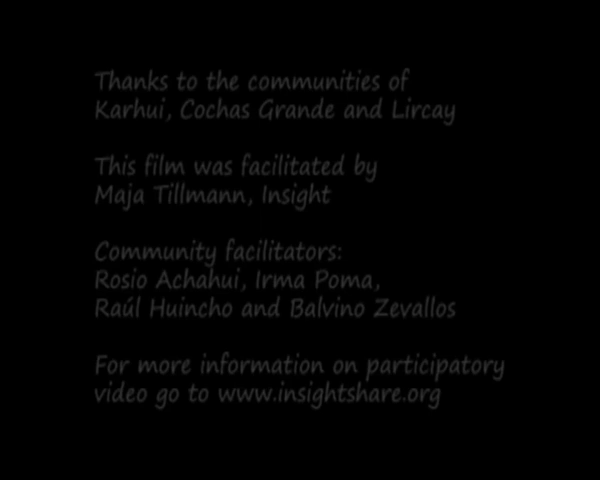 Thanks to the communities of
Karhui, Cochas Grande and Lircay
This film was facilitated by
Maja Tillmann, Insight
Community facilitators:
Rosio Achahui, Irma Poma,
Raúl Huincho and Balvino Zevallos
For more information on participatory
video go to www.insightshare.org